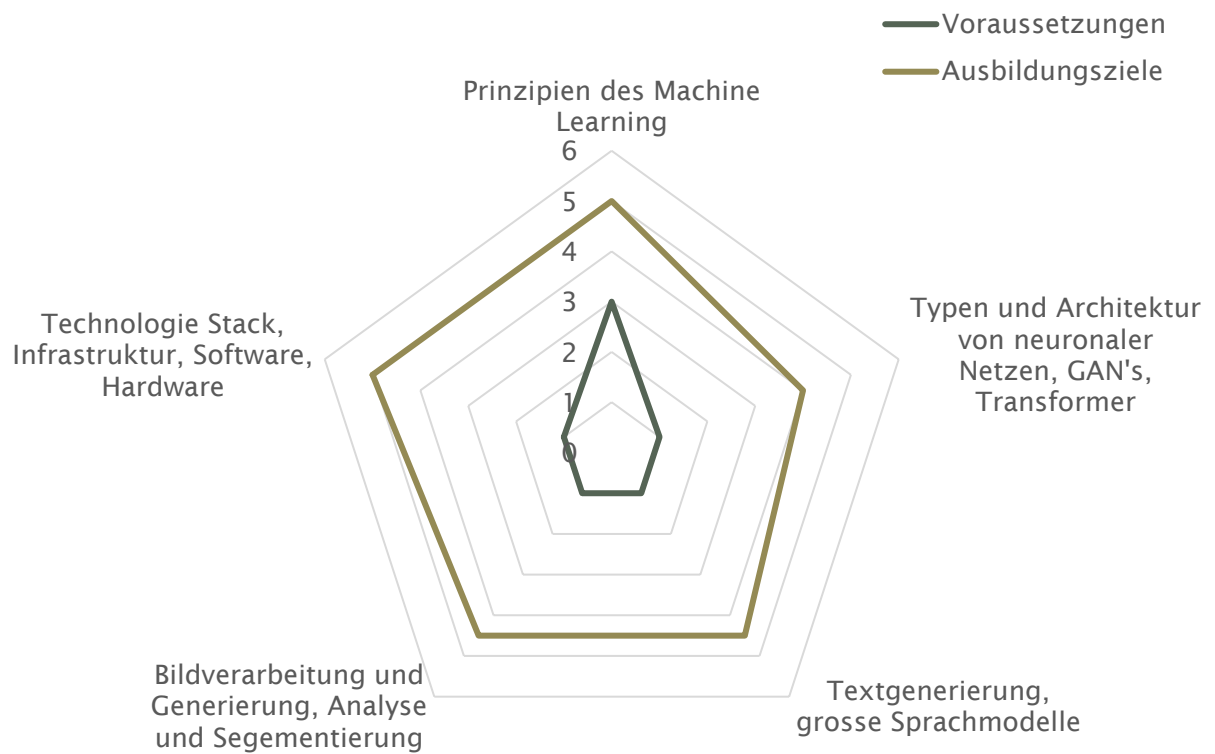 Voraussetzungen
Ausbildungsziele
Prinzipien des Machine
Learning
6
5
4
3
2
1
0
Typen und Architektur
von neuronaler
Netzen, GAN's,
Transformer
Textgenerierung,
grosse Sprachmodelle
Bildverarbeitung und
Generierung, Analyse
und Segementierung
Technologie Stack,
Infrastruktur, Software,
Hardware